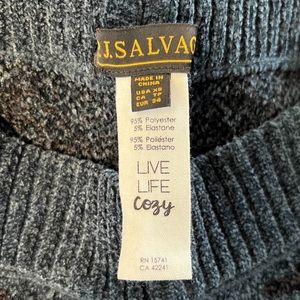 P.J.SALVAG
MADE IN
CHINA
USA XS
CA TP
EUR 34
95% Polyester
5% Elastane
95% Poliéster
5% Elastano
LIVE
LIFE
Cozy
RN 15741
CA 42241